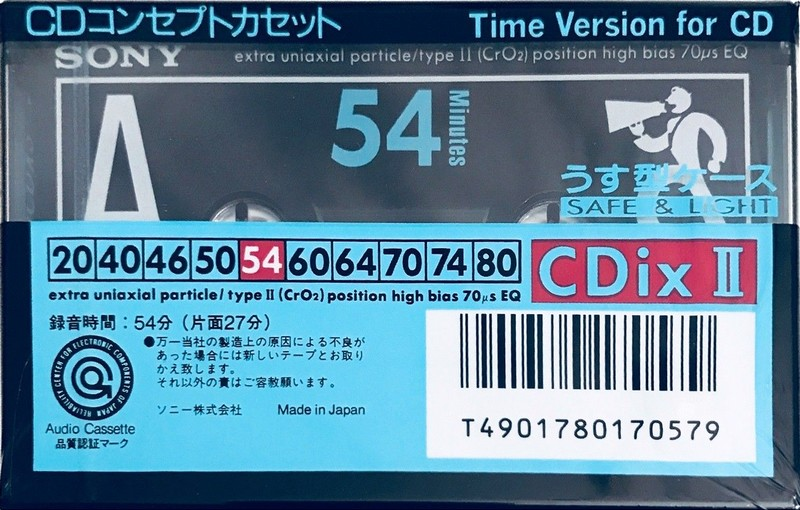 CDコンセプトカセット Time Version for CD
SONY extra uniaxial particle/type II (CrO2) position high bias 70μs EQ
A
54 Minutes
うす型ケース
SAFE & LIGHT
20 40 46 50 54 60 64 70 74 80 CDix II
extra uniaxial particle/type II (CrO2) position high bias 70μs EQ
録音時間：54分（片面27分）
●万一当社の製造上の原因による不良が
あった場合には新しいテープとお取り
かえ致します。
それ以外の責はご容赦願います。
ソニー株式会社 Made in Japan
RELIABILITY CENTER FOR ELECTRONIC COMPONENTS OF JAPAN
Audio Cassette
品質認証マーク
T4901780170579